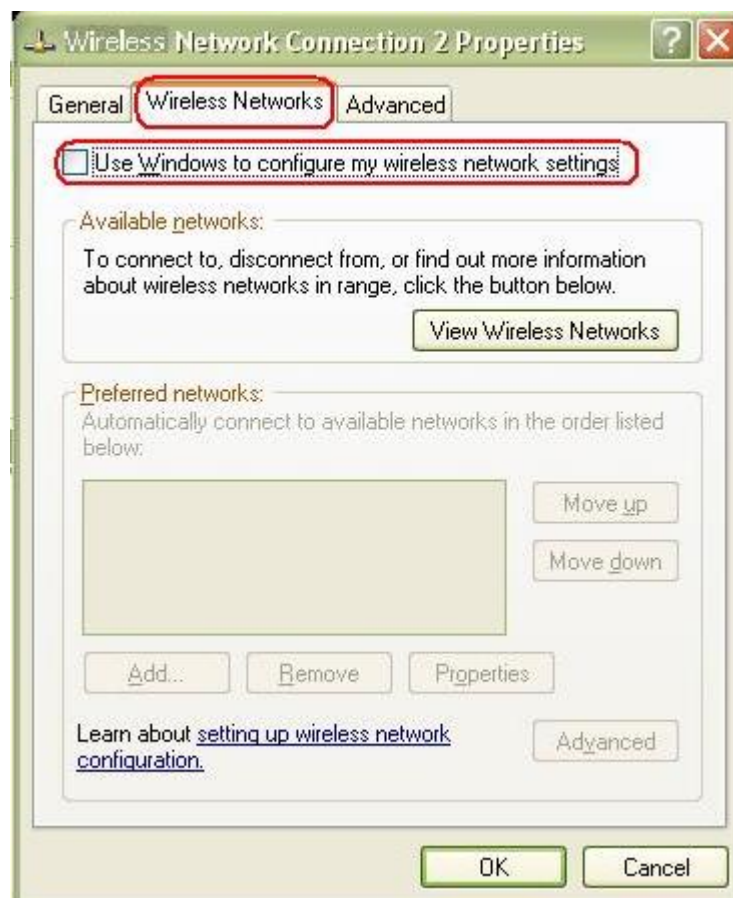 Wireless Network Connection 2 Properties
General Wireless Networks Advanced
Use Windows to configure my wireless network settings
Available networks:
To connect to, disconnect from, or find out more information
about wireless networks in range, click the button below.
View Wireless Networks
Preferred networks:
Automatically connect to available networks in the order listed
below:
Move up
Move down
Add... Remove Properties
Learn about setting up wireless network
configuration.
Advanced
OK Cancel